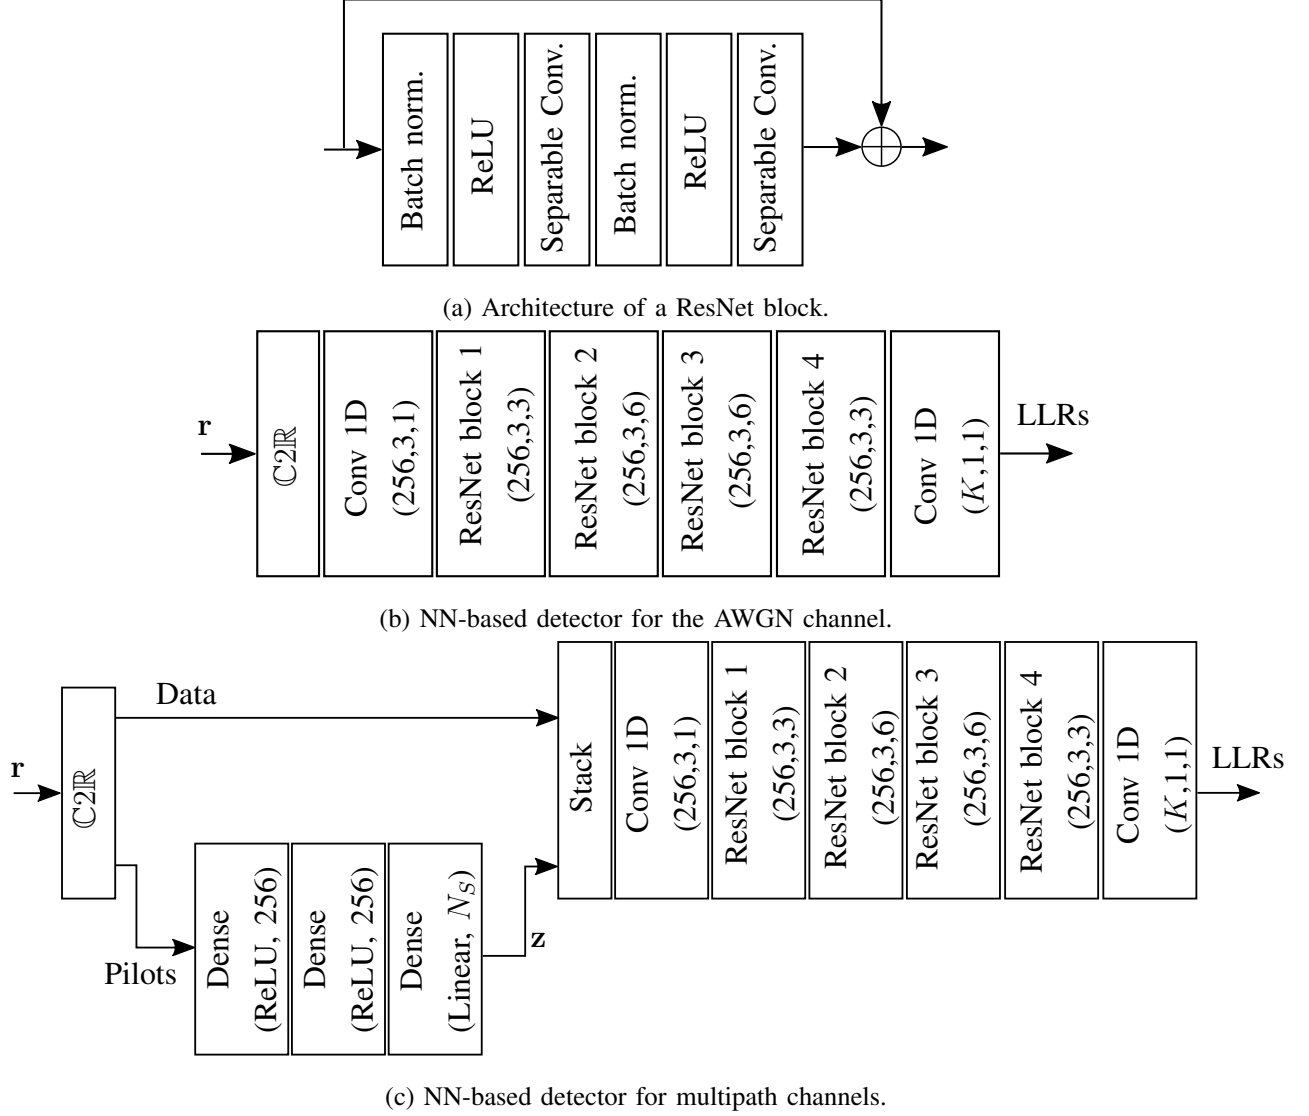 Batch norm.
ReLU
Separable Conv.
Batch norm.
ReLU
Separable Conv.
(a) Architecture of a ResNet block.
r
ℂ2ℝ
Conv 1D
(256,3,1)
ResNet block 1
(256,3,3)
ResNet block 2
(256,3,6)
ResNet block 3
(256,3,6)
ResNet block 4
(256,3,3)
Conv 1D
(K,1,1)
LLRs
(b) NN-based detector for the AWGN channel.
r
ℂ2ℝ
Data
Pilots
Dense
(ReLU, 256)
Dense
(ReLU, 256)
Dense
(Linear, N_S)
z
Stack
Conv 1D
(256,3,1)
ResNet block 1
(256,3,3)
ResNet block 2
(256,3,6)
ResNet block 3
(256,3,6)
ResNet block 4
(256,3,3)
Conv 1D
(K,1,1)
LLRs
(c) NN-based detector for multipath channels.